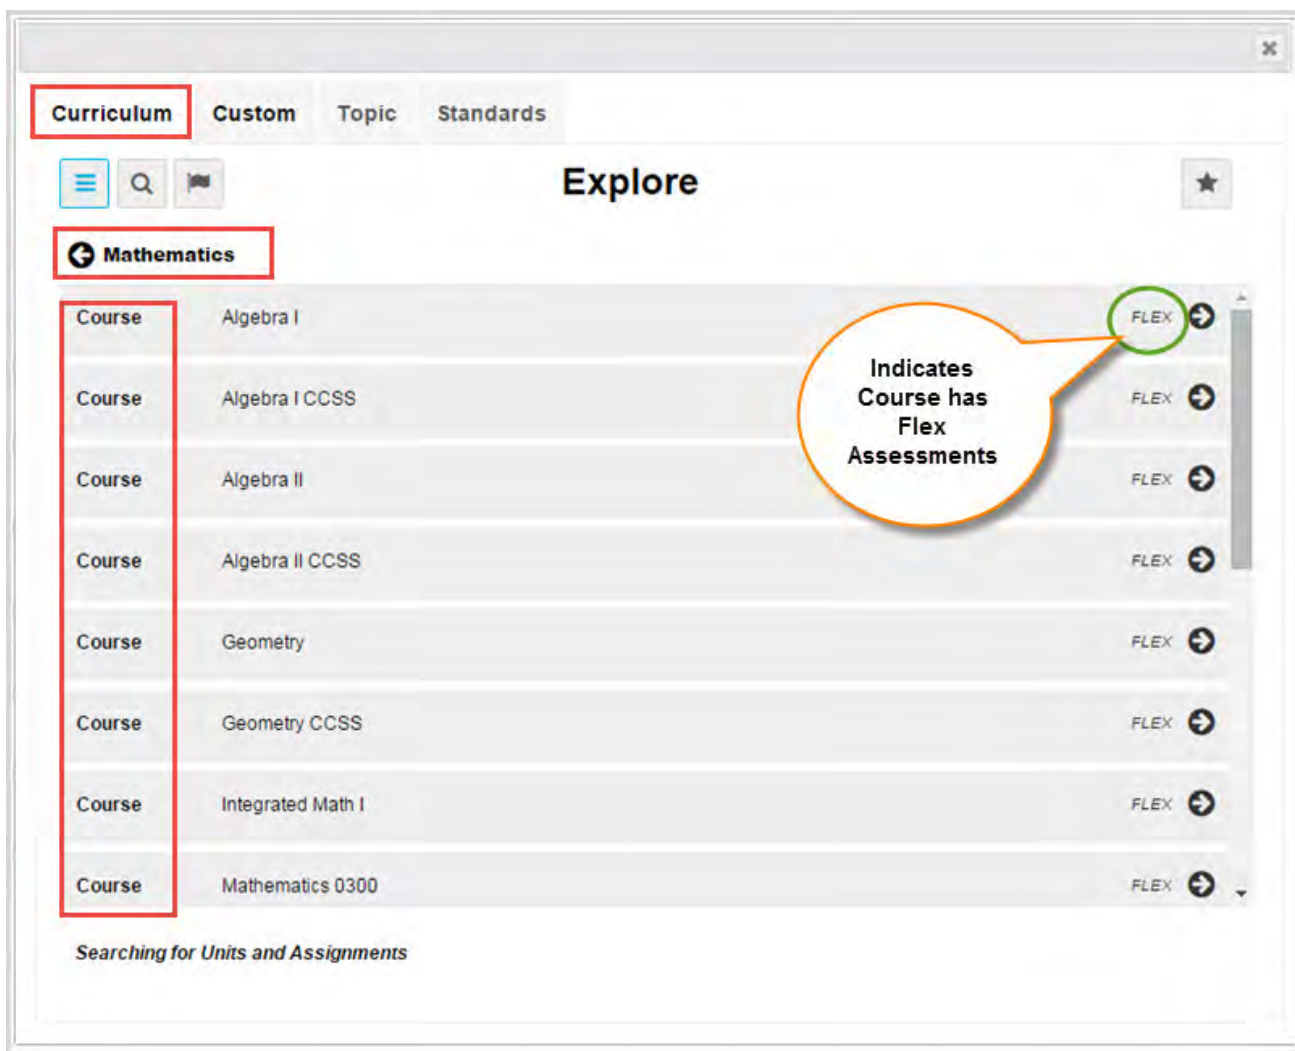 Curriculum Custom Topic Standards
Explore
Mathematics
Course Algebra I FLEX
Indicates
Course has
Flex
Assessments
Course Algebra I CCSS FLEX
Course Algebra II FLEX
Course Algebra II CCSS FLEX
Course Geometry FLEX
Course Geometry CCSS FLEX
Course Integrated Math I FLEX
Course Mathematics 0300 FLEX
Searching for Units and Assignments